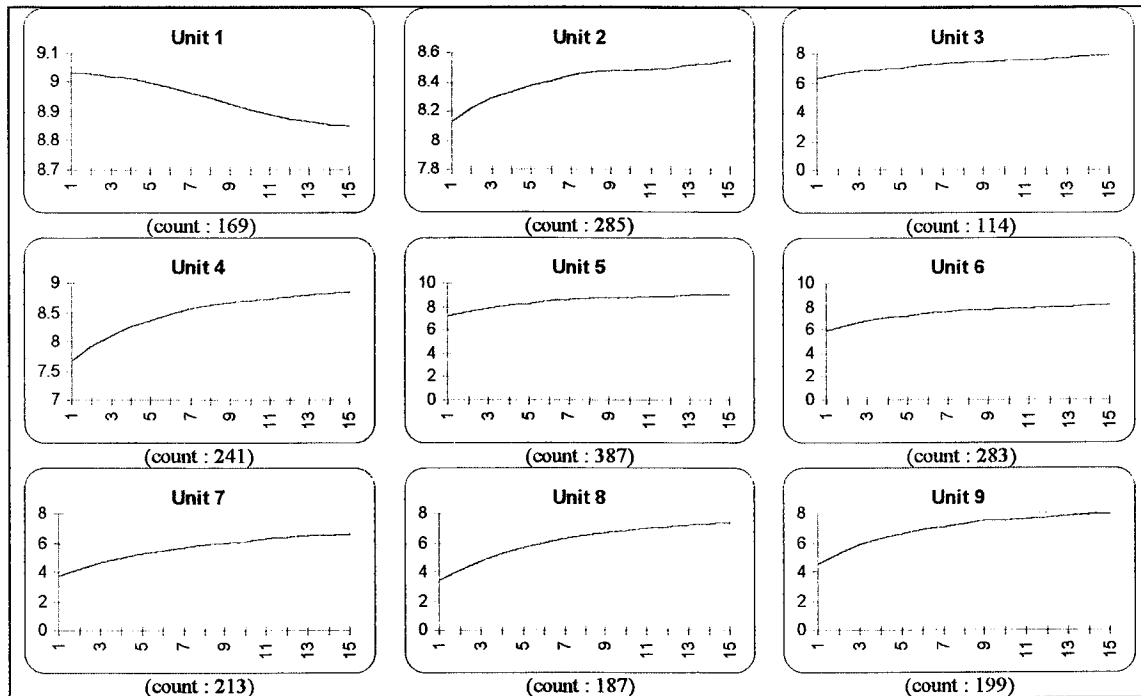 Unit 1
9.1
9
8.9
8.8
8.7
1 3 5 7 9 11 13 15
(count : 169)
Unit 2
8.6
8.4
8.2
8
7.8
1 3 5 7 9 11 13 15
(count : 285)
Unit 3
8
6
4
2
0
1 3 5 7 9 11 13 15
(count : 114)
Unit 4
9
8.5
8
7.5
7
1 3 5 7 9 11 13 15
(count : 241)
Unit 5
10
8
6
4
2
0
1 3 5 7 9 11 13 15
(count : 387)
Unit 6
10
8
6
4
2
0
1 3 5 7 9 11 13 15
(count : 283)
Unit 7
8
6
4
2
0
1 3 5 7 9 11 13 15
(count : 213)
Unit 8
8
6
4
2
0
1 3 5 7 9 11 13 15
(count : 187)
Unit 9
8
6
4
2
0
1 3 5 7 9 11 13 15
(count : 199)